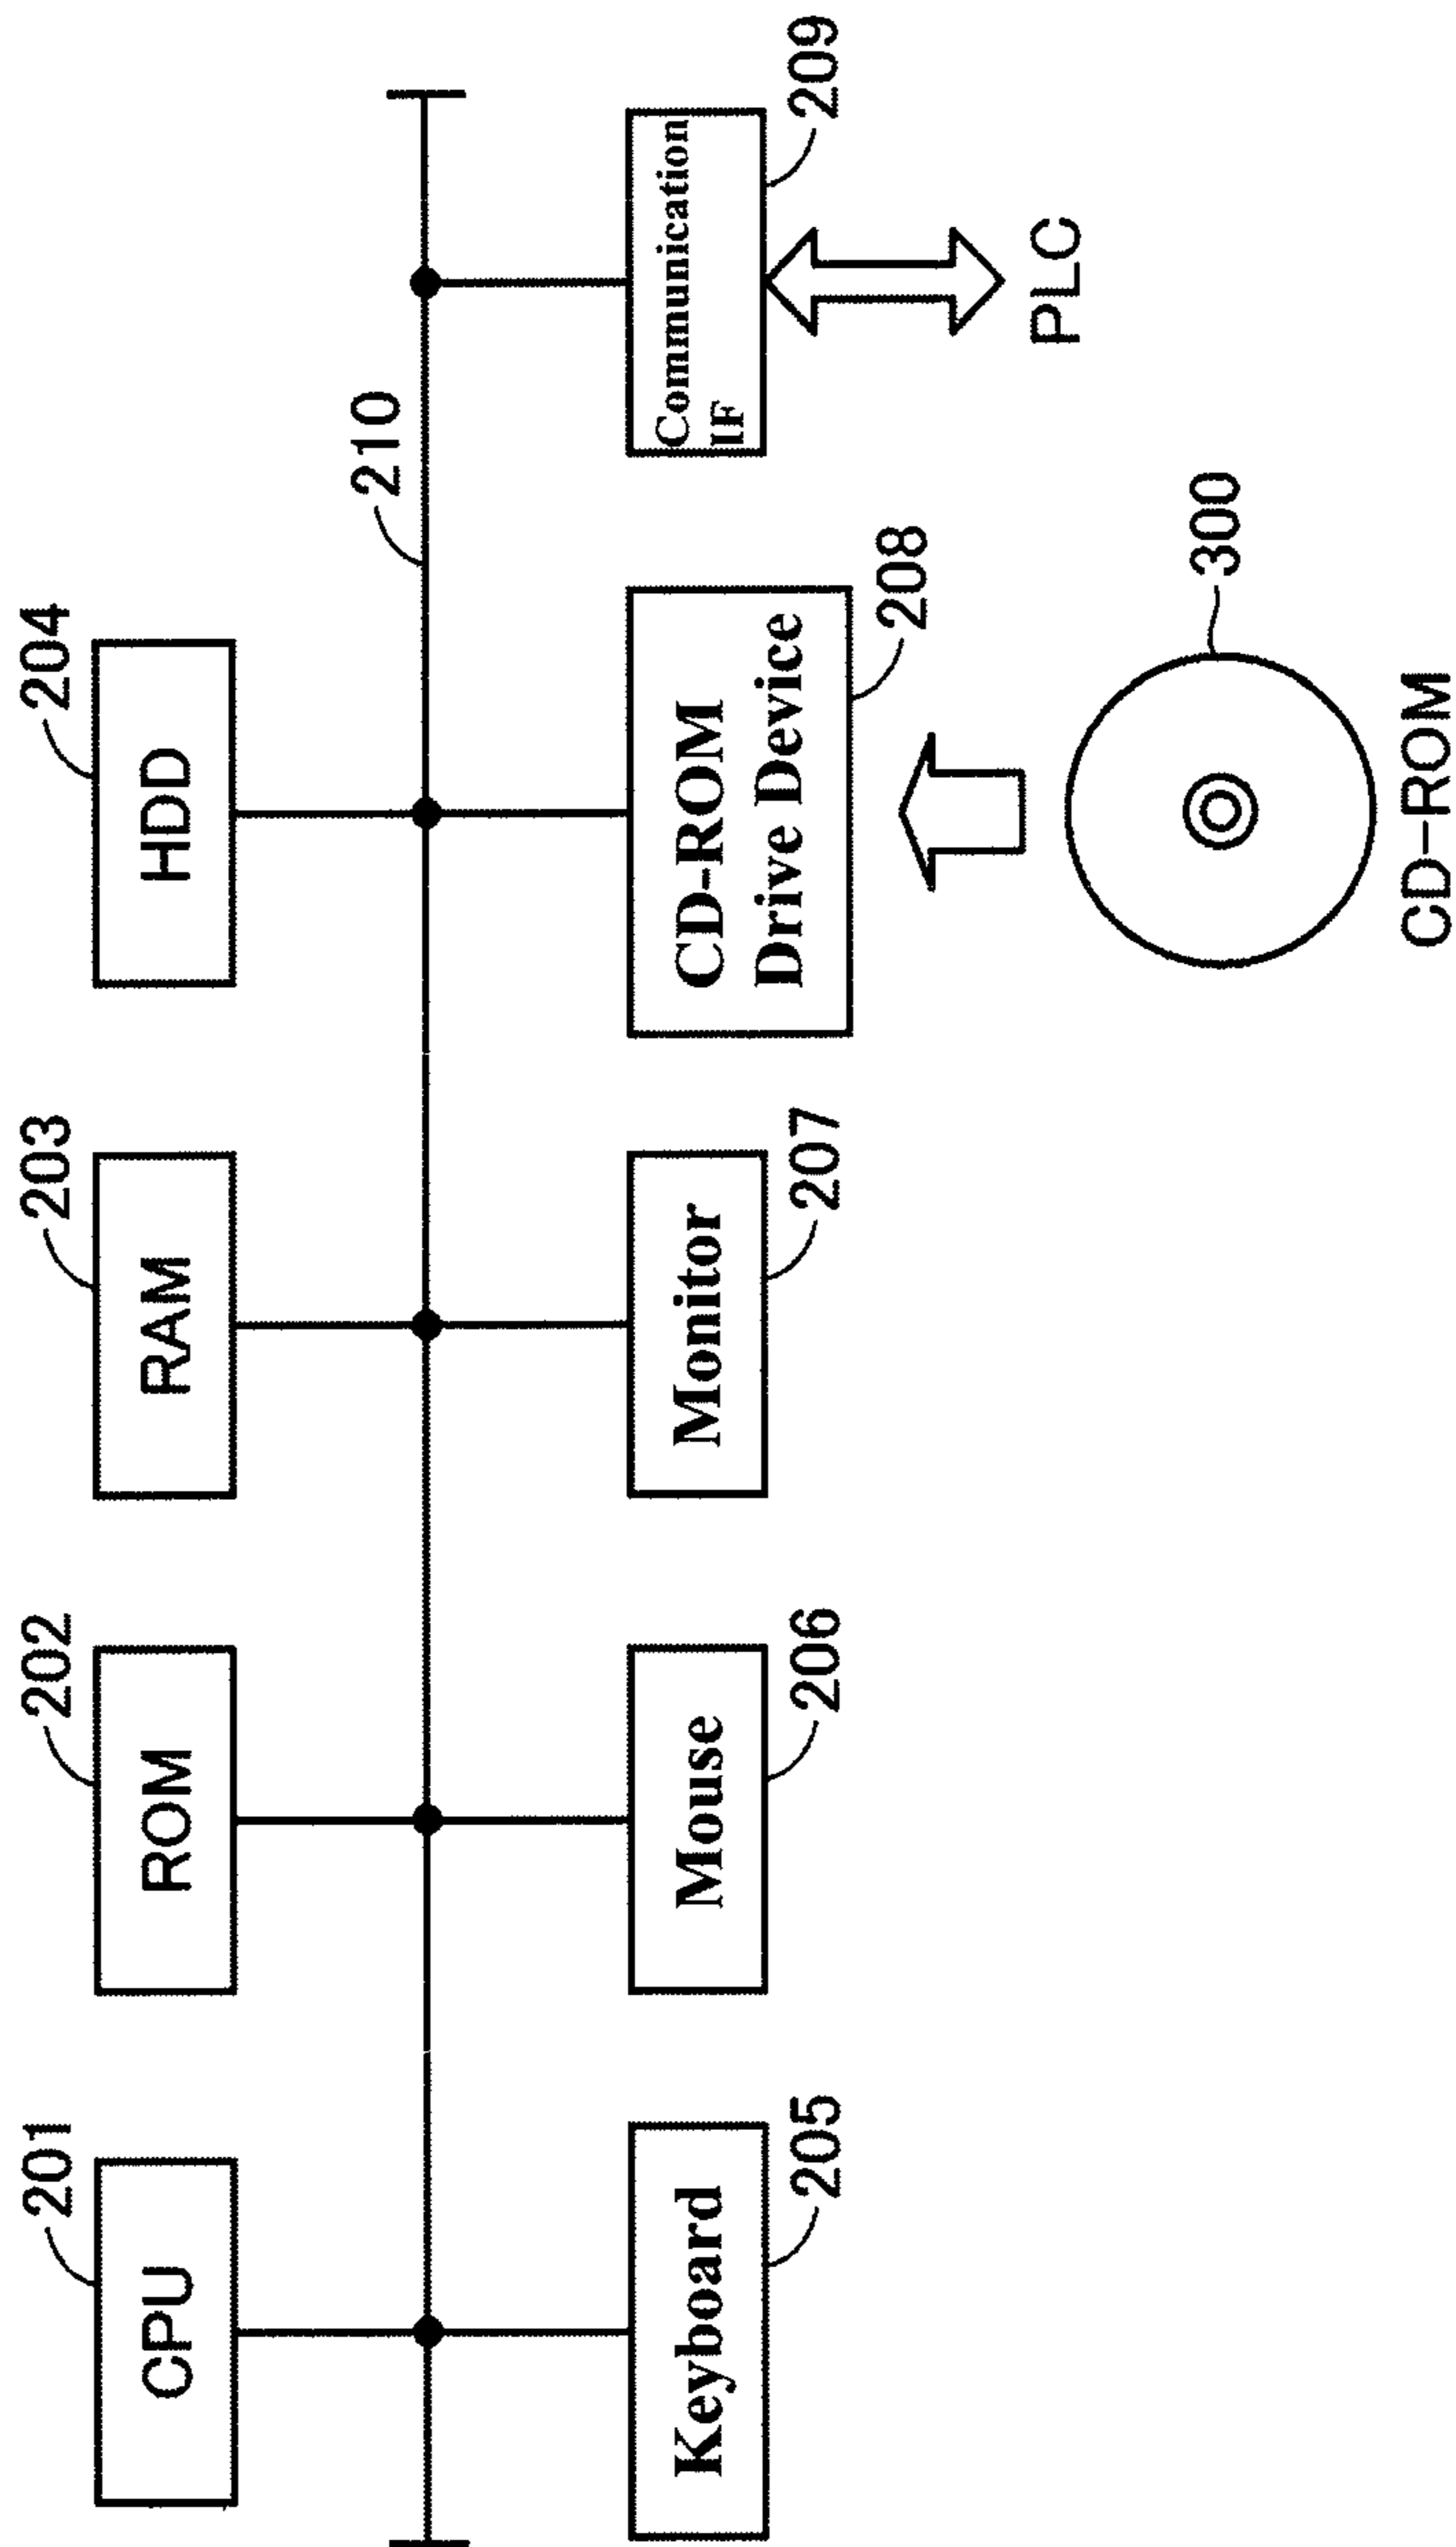 201
202
203
204
CPU
ROM
RAM
HDD
210
Keyboard
Mouse
Monitor
CD-ROM
Drive Device
Communication
IF
205
206
207
208
209
PLC
300
CD-ROM